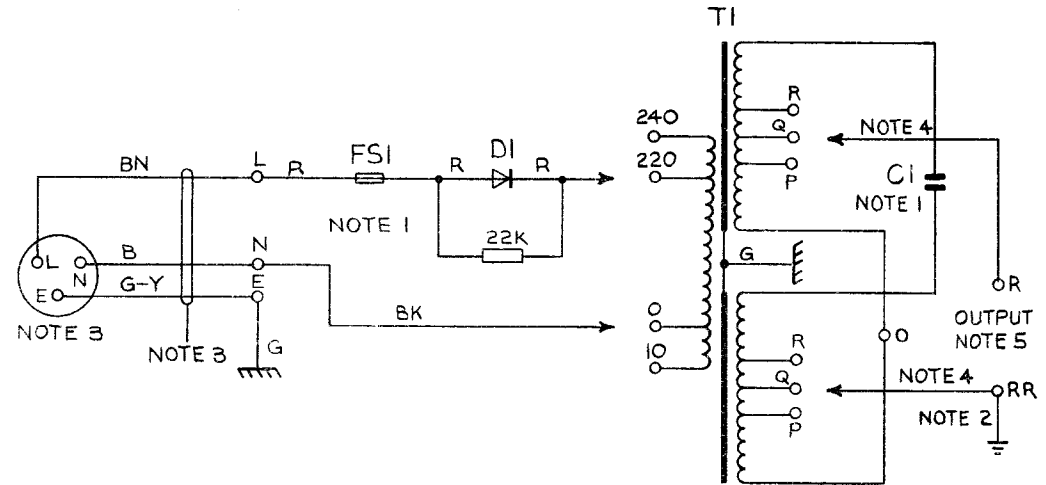 T1
240
220
0
10
R
Q
P
NOTE 4
C1
NOTE 1
BN
L
R
FS1
R
D1
R
NOTE 1
22K
L
N
E
B
G-Y
N
E
BK
G
NOTE 3
NOTE 3
G
R
OUTPUT
NOTE 5
O
R
Q
P
NOTE 4
RR
NOTE 2